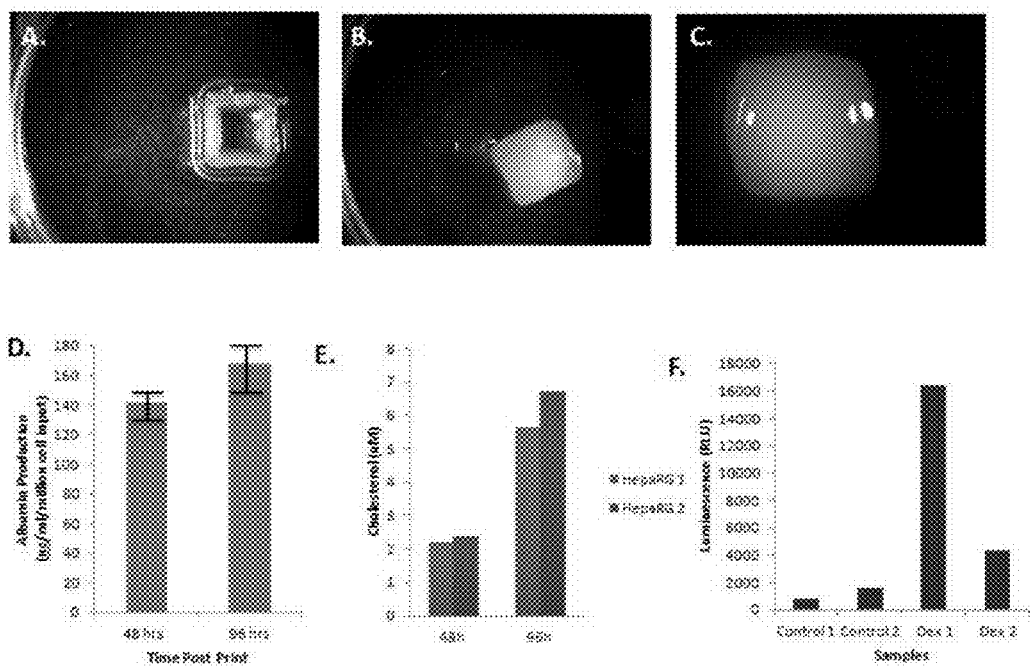 A.
B.
C.
D.
Albumin Production
180
160
140
120
100
80
60
40
20
0
48 hrs
96 hrs
Time Post Print
E.
Cholesterol (uM)
8
7
6
5
4
3
2
1
0
48h
96h
HepaRG 1
HepaRG 2
F.
Luminescence (RLU)
18000
16000
14000
12000
10000
8000
6000
4000
2000
0
Control 1
Control 2
Dex 1
Dex 2
Samples